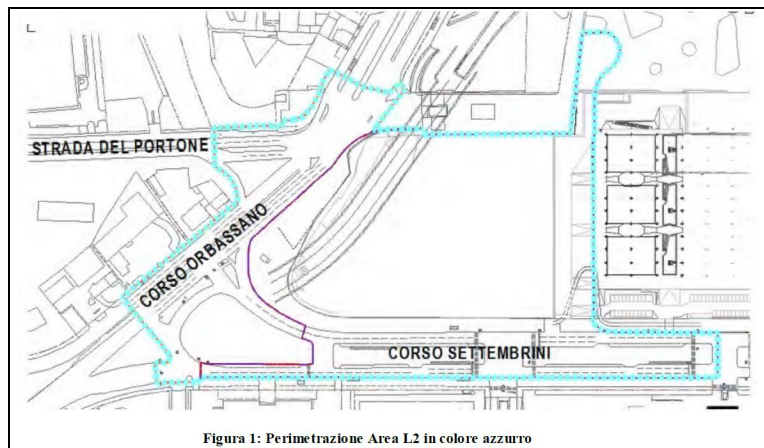 STRADA DEL PORTONE
CORSO ORBASSANO
CORSO SETTEMBRINI
Figura 1: Perimetrazione Area L2 in colore azzurro